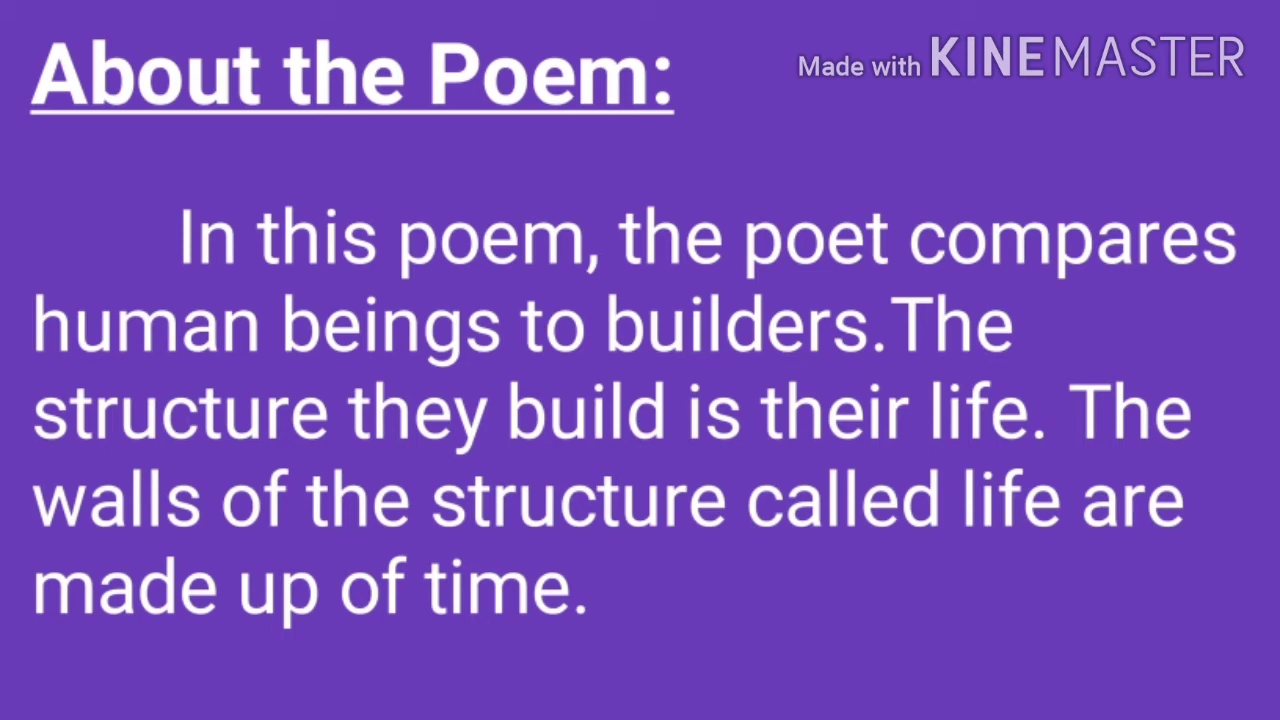 About the Poem:
Made with KINEMASTER
In this poem, the poet compares
human beings to builders.The
structure they build is their life. The
walls of the structure called life are
made up of time.